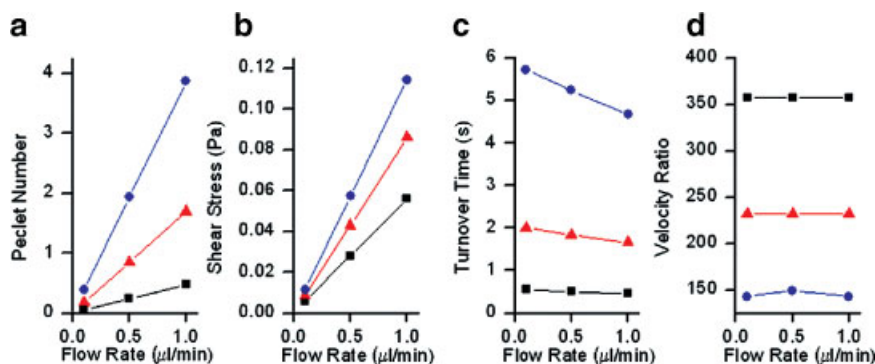 a
Peclet Number
4
3
2
1
0
0.0 0.5 1.0
Flow Rate (μl/min)
b
Shear Stress (Pa)
0.12
0.10
0.08
0.06
0.04
0.02
0.00
0.0 0.5 1.0
Flow Rate (μl/min)
c
Turnover Time (s)
6
5
4
3
2
1
0
0.0 0.5 1.0
Flow Rate (μl/min)
d
Velocity Ratio
400
350
300
250
200
150
0.0 0.5 1.0
Flow Rate (μl/min)